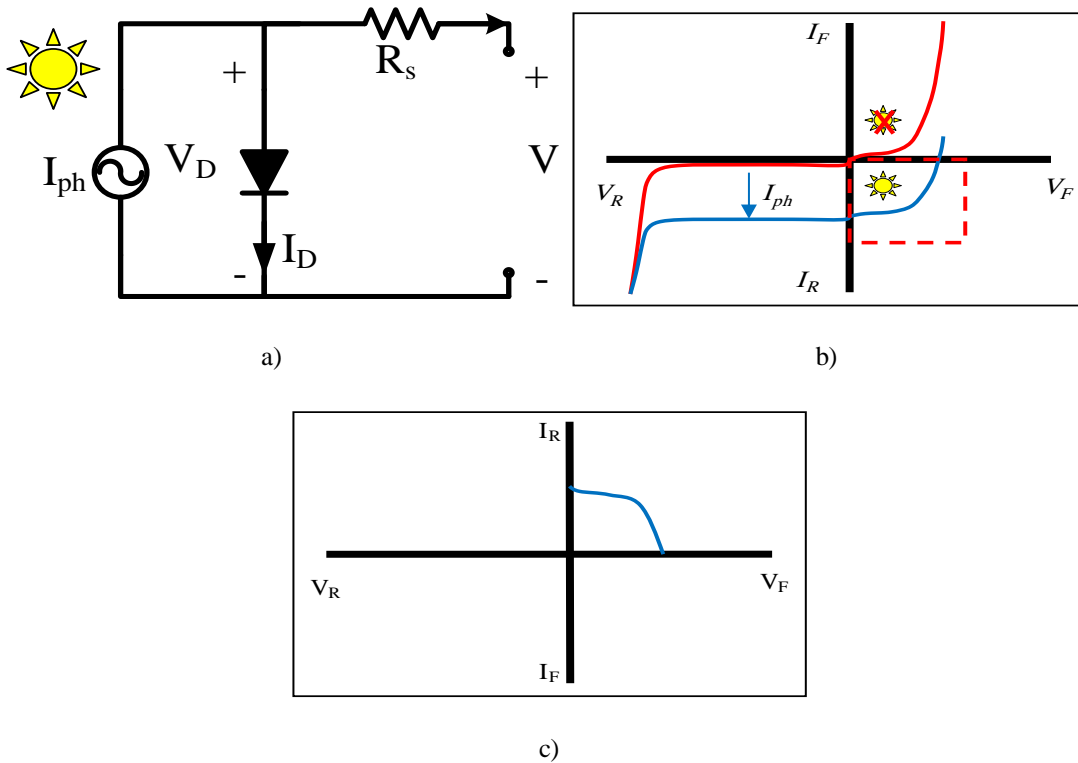 R_s
+
I_ph
V_D
+
V
I_D
-
-
a)
I_F
V_R
I_ph
V_F
I_R
b)
I_R
V_R
V_F
I_F
c)